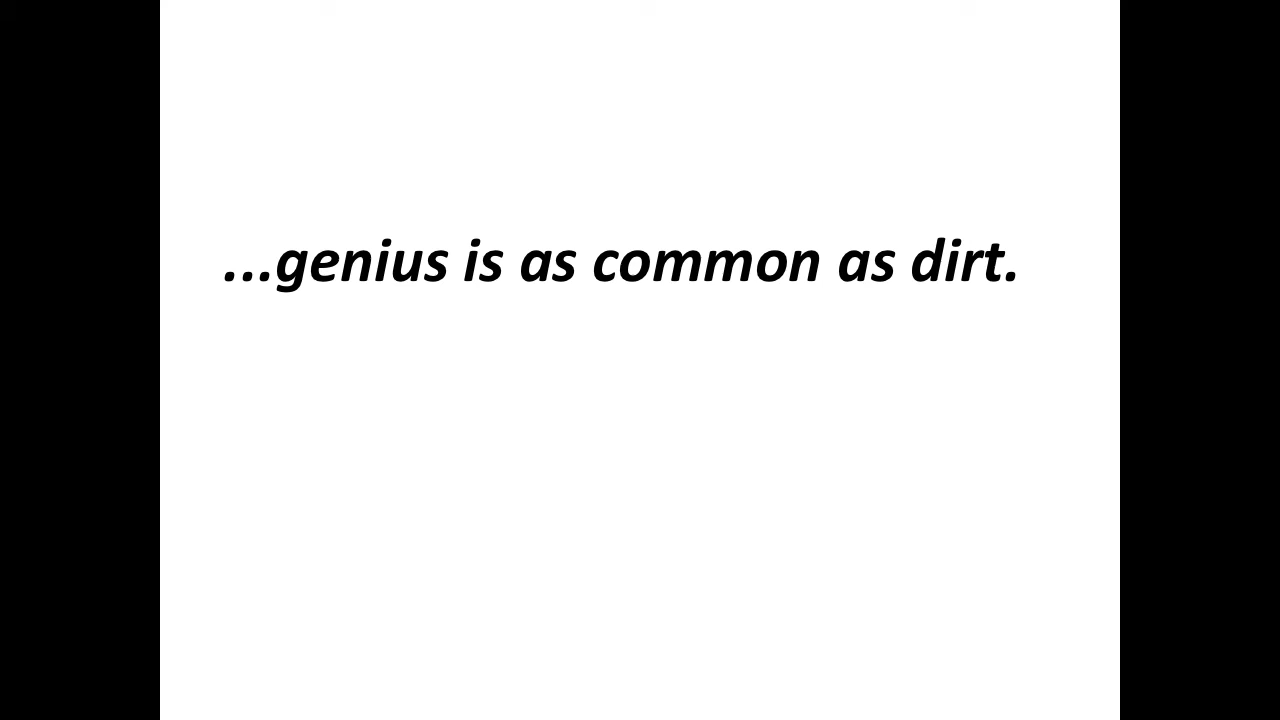 ...genius is as common as dirt.